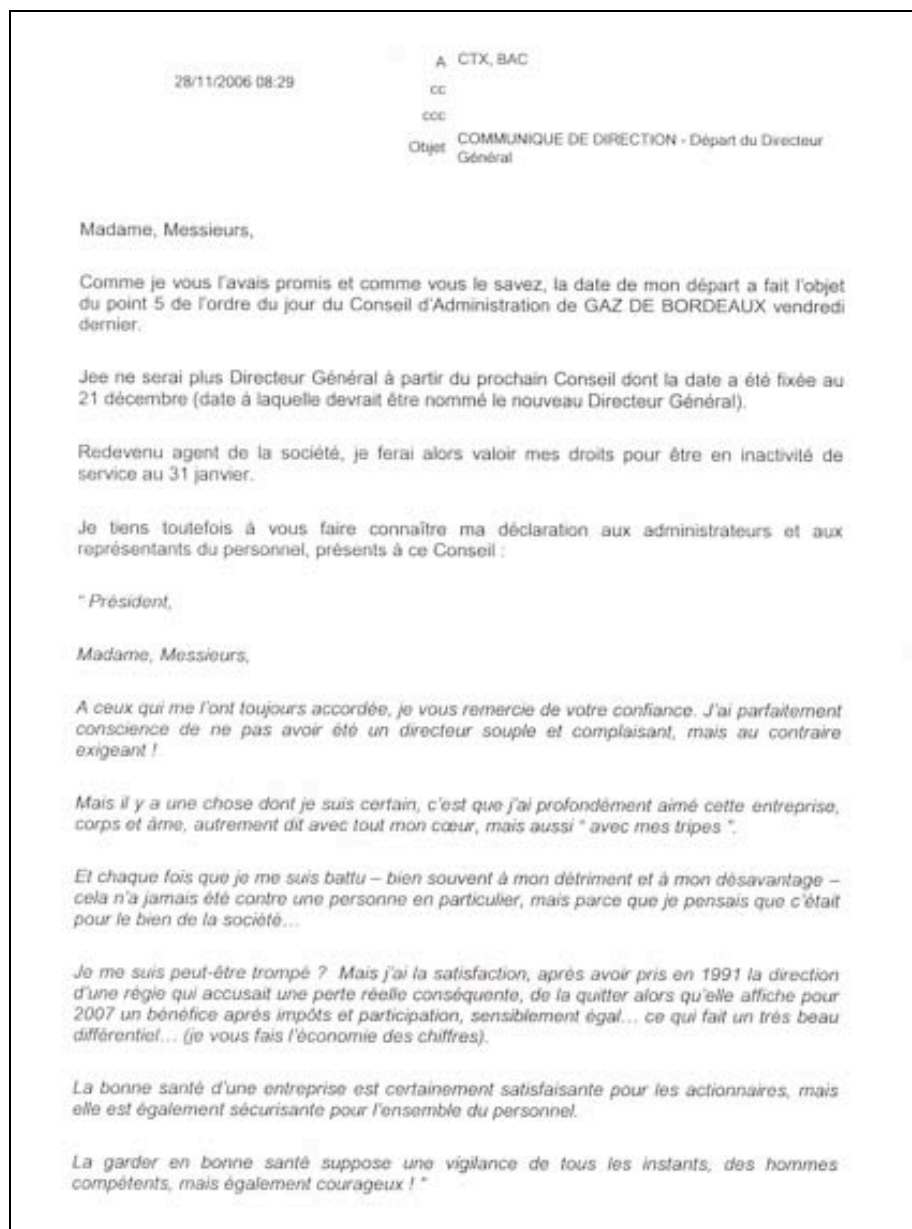 28/11/2006 08:29
A CTX, BAC
cc
ccc
Objet COMMUNIQUE DE DIRECTION - Départ du Directeur
Général
Madame, Messieurs,
Comme je vous l'avais promis et comme vous le savez, la date de mon départ a fait l'objet
du point 5 de l'ordre du jour du Conseil d'Administration de GAZ DE BORDEAUX vendredi
dernier.
Jee ne serai plus Directeur Général à partir du prochain Conseil dont la date a été fixée au
21 décembre (date à laquelle devrait être nommé le nouveau Directeur Général).
Redevenu agent de la société, je ferai alors valoir mes droits pour être en inactivité de
service au 31 janvier.
Je tiens toutefois à vous faire connaître ma déclaration aux administrateurs et aux
représentants du personnel, présents à ce Conseil :
" Président,
Madame, Messieurs,
A ceux qui me l'ont toujours accordée, je vous remercie de votre confiance. J'ai parfaitement
conscience de ne pas avoir été un directeur souple et complaisant, mais au contraire
exigeant !
Mais il y a une chose dont je suis certain, c'est que j'ai profondément aimé cette entreprise,
corps et âme, autrement dit avec tout mon cœur, mais aussi " avec mes tripes ".
Et chaque fois que je me suis battu – bien souvent à mon détriment et à mon désavantage –
cela n'a jamais été contre une personne en particulier, mais parce que je pensais que c'était
pour le bien de la société…
Je me suis peut-être trompé ? Mais j'ai la satisfaction, après avoir pris en 1991 la direction
d'une régie qui accusait une perte réelle conséquente, de la quitter alors qu'elle affiche pour
2007 un bénéfice après impôts et participation, sensiblement égal… ce qui fait un très beau
différentiel… (je vous fais l'économie des chiffres).
La bonne santé d'une entreprise est certainement satisfaisante pour les actionnaires, mais
elle est également sécurisante pour l'ensemble du personnel.
La garder en bonne santé suppose une vigilance de tous les instants, des hommes
compétents, mais également courageux ! "